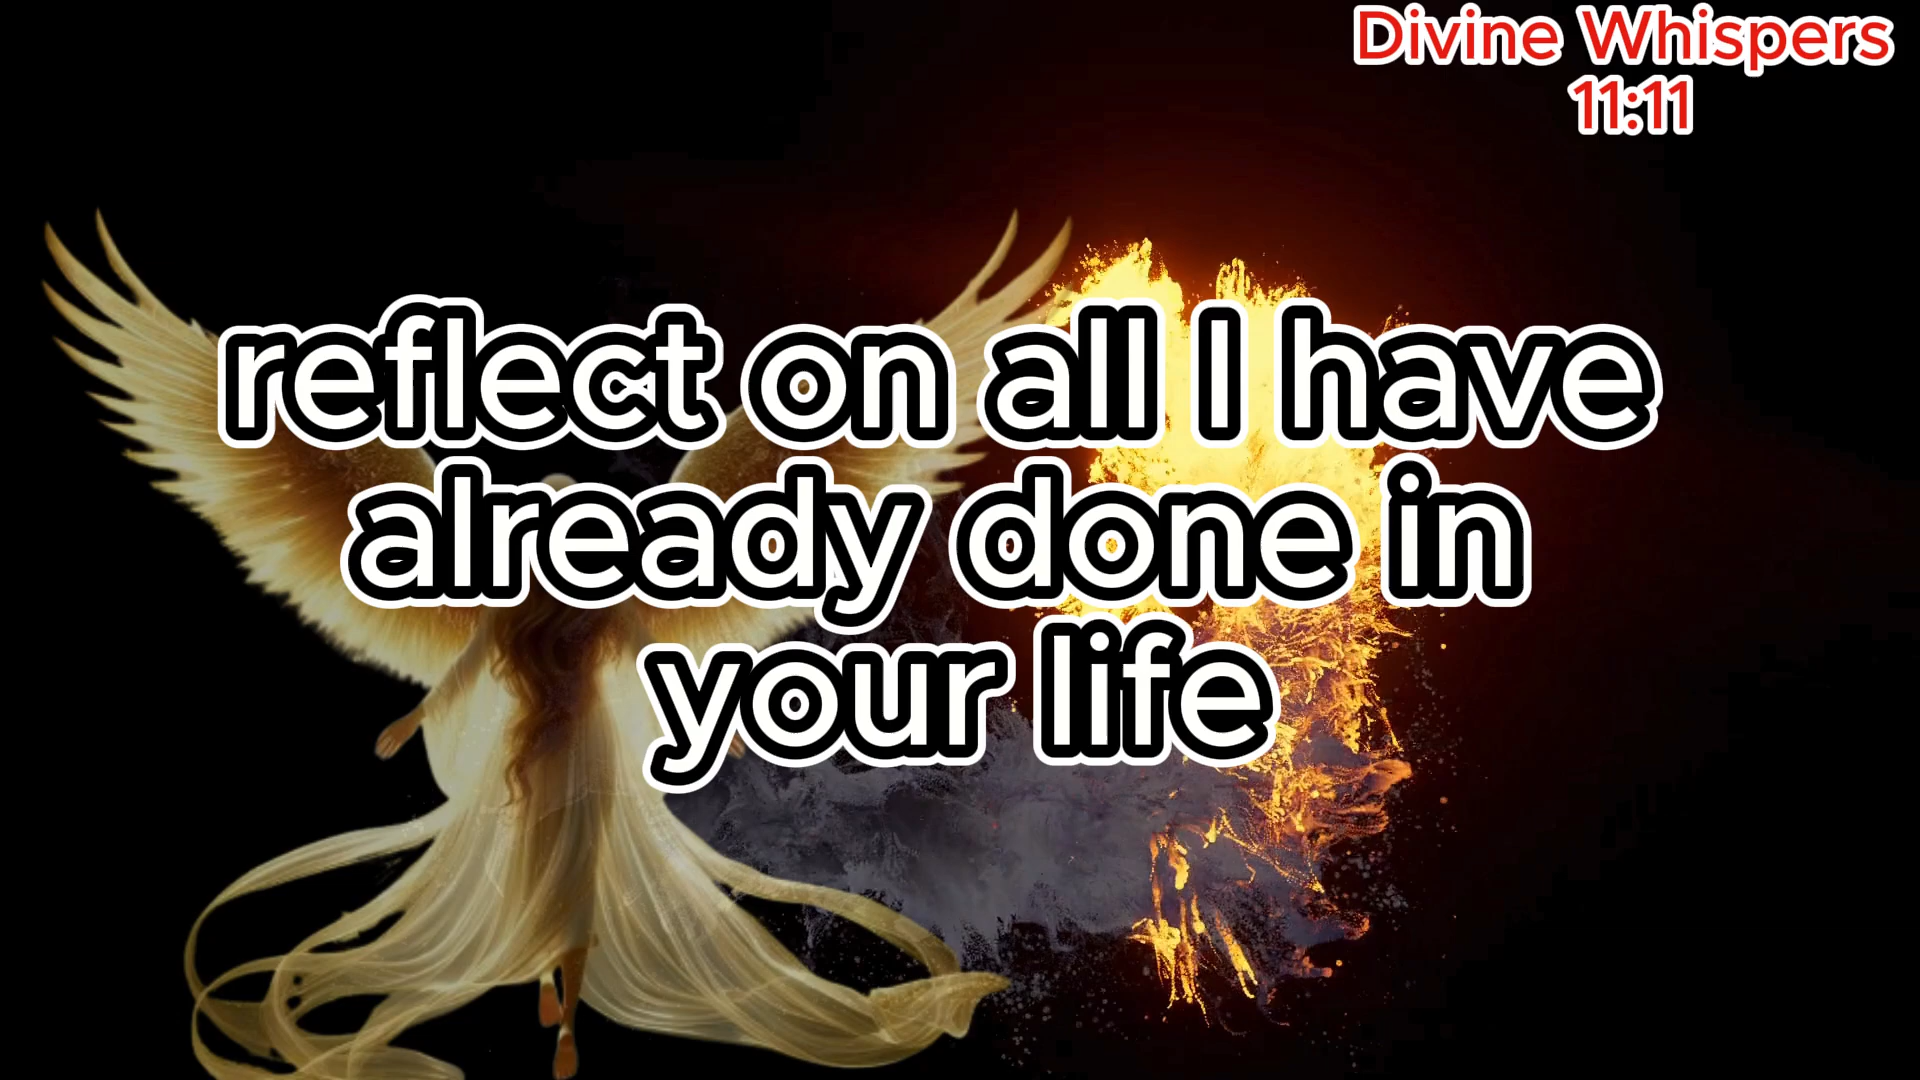 Divine Whispers
11:11
reflect on all I have
already done in
your life